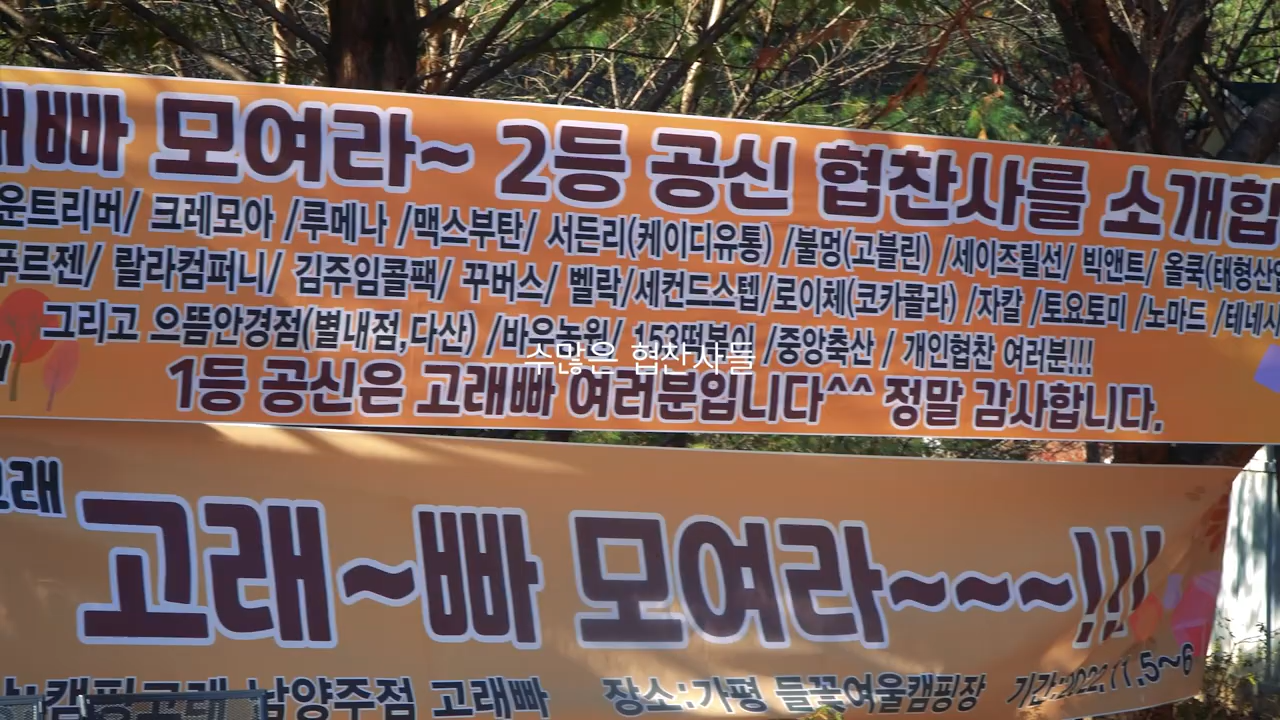 래빠 모여라~ 2등 공신 협찬사를 소개합
운트리버/ 크레모아 /루메나 /맥스부탄/ 서든리(케이디유통) /불멍(고블린) /세이즈릴선/ 빅앤트/ 올쿡(태형산업
푸르젠/ 랄라컴퍼니/ 김주임콜팩/ 꾸버스/ 벨락/세컨드스텝/로이체(코카콜라) /자칼 /토요토미 /노마드 /테네시
그리고 으뜸안경점(별내점,다산) /바우농원/ 153떡볶이 /중앙축산 / 개인협찬 여러분!!!
수많은 협찬사들
1등 공신은 고래빠 여러분입니다^^ 정말 감사합니다.
고래
고래~빠 모여라~~~!!!
캠핑고래 남양주점 고래빠 장소:가평 들꽃여울캠핑장 기간:2022.11.5~6